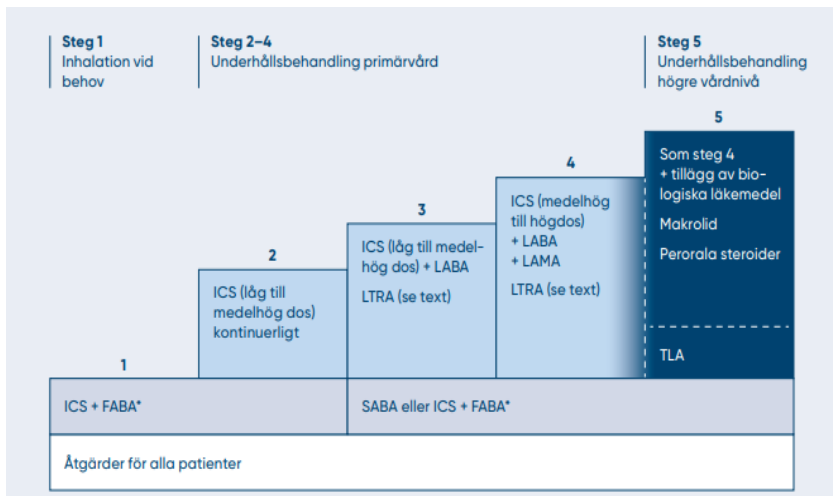 Steg 1
Inhalation vid
behov
Steg 2–4
Underhållsbehandling primärvård
Steg 5
Underhållsbehandling
högre vårdnivå
1
ICS + FABA*
2
ICS (låg till
medelhög dos)
kontinuerligt
3
ICS (låg till medel-
hög dos) + LABA
LTRA (se text)
4
ICS (medelhög
till högdos)
+ LABA
+ LAMA
LTRA (se text)
5
Som steg 4
+ tillägg av bio-
logiska läkemedel
Makrolid
Perorala steroider
TLA
SABA eller ICS + FABA*
Åtgärder för alla patienter